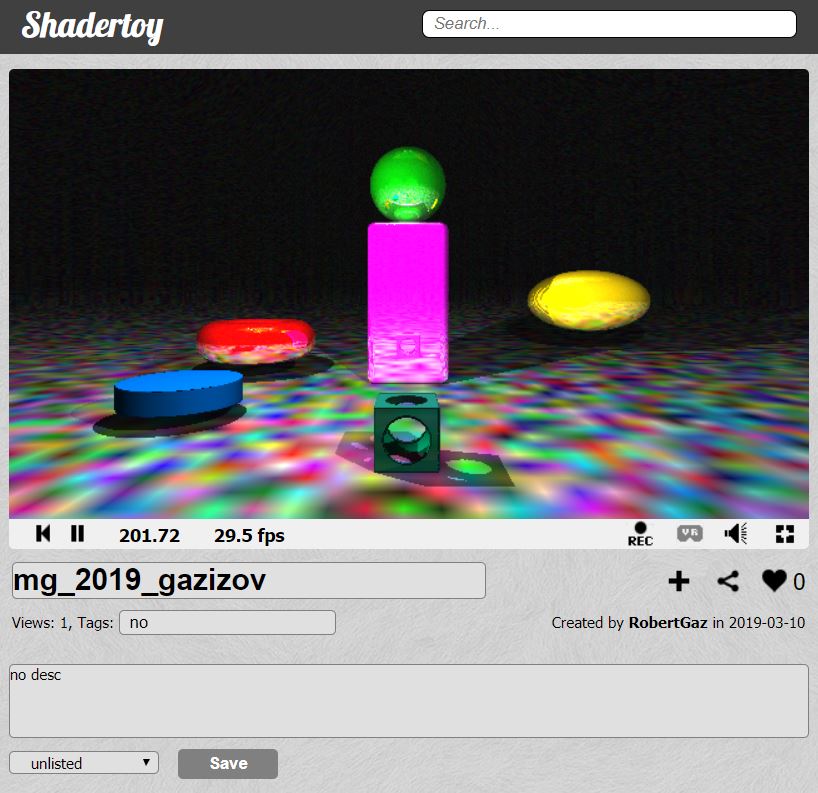 Shadertoy
Search...
201.72 29.5 fps
REC VR
mg_2019_gazizov
0
Views: 1, Tags: no
Created by RobertGaz in 2019-03-10
no desc
unlisted
Save